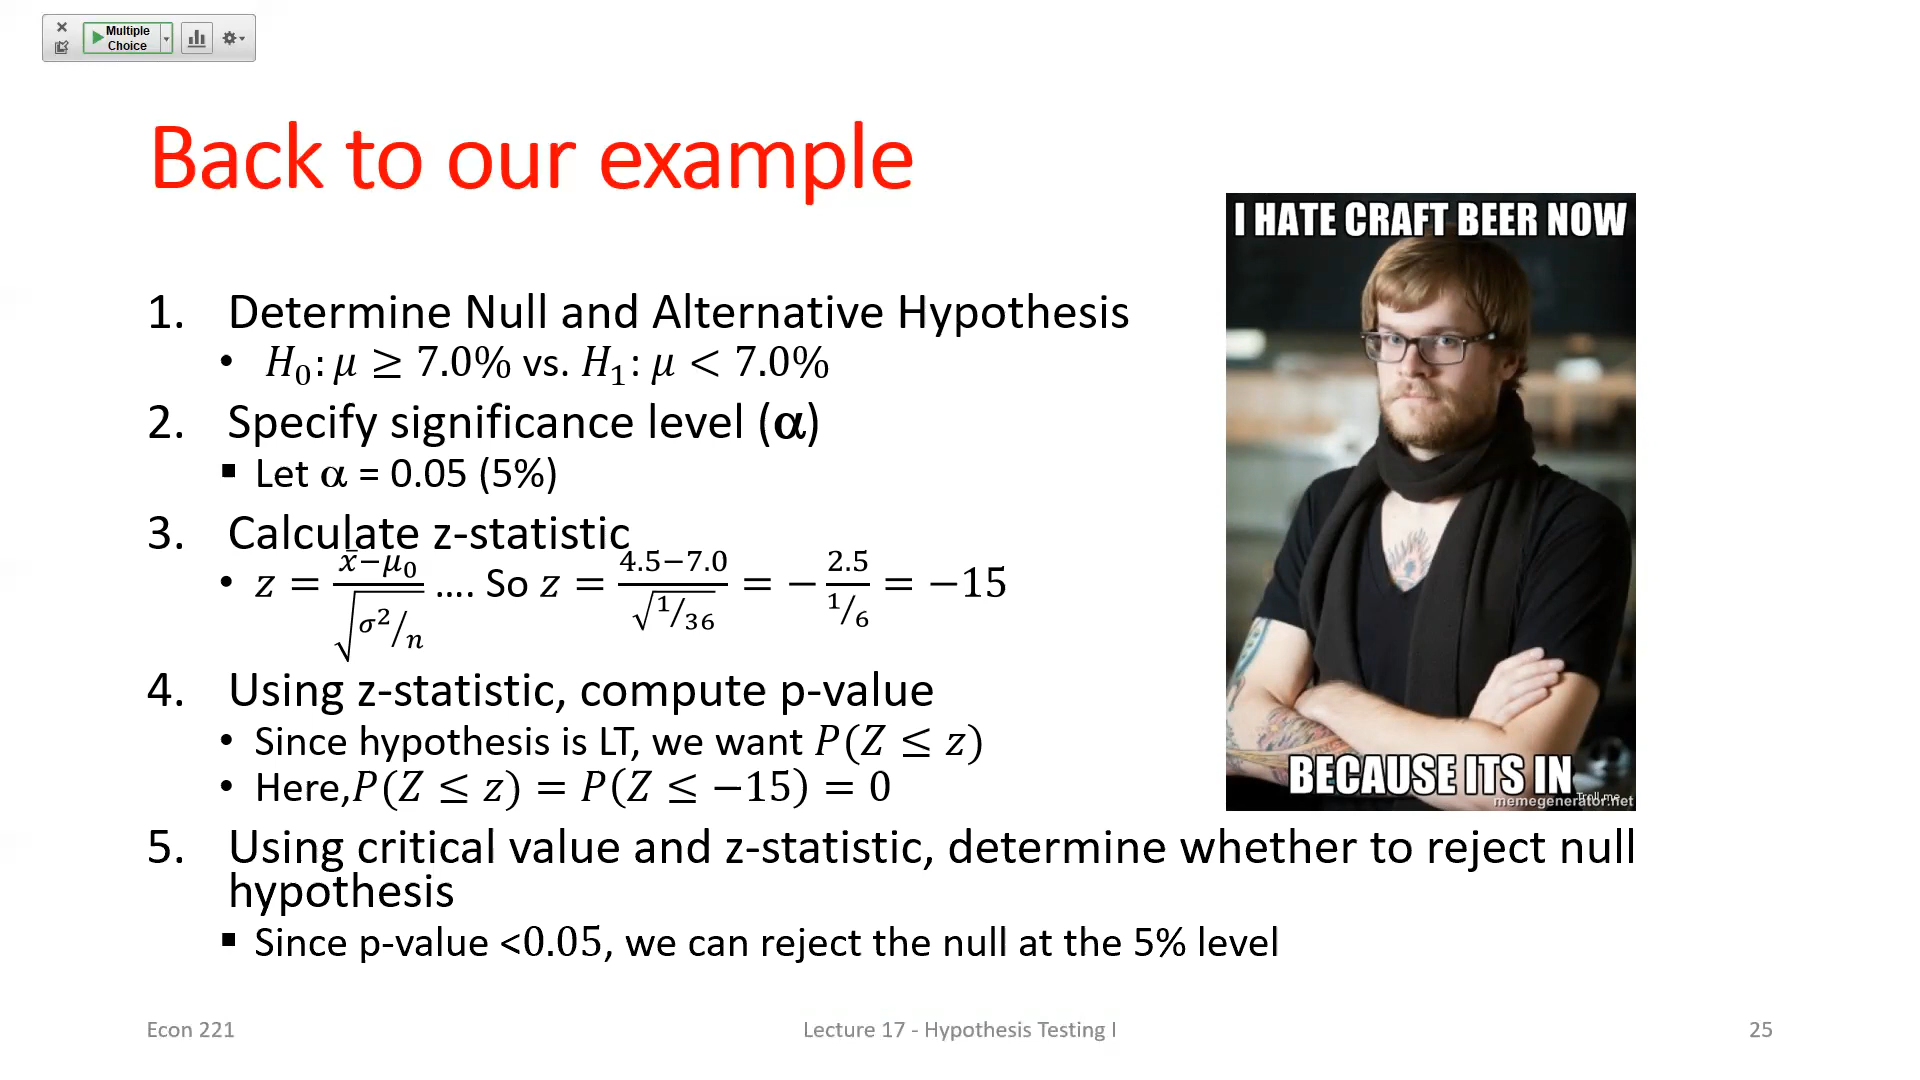 Multiple
Choice
Back to our example
I HATE CRAFT BEER NOW
BECAUSE ITS IN
Troll.me
memegenerator.net
1. Determine Null and Alternative Hypothesis
• H₀: μ ≥ 7.0% vs. H₁: μ < 7.0%
2. Specify significance level (α)
▪ Let α = 0.05 (5%)
3. Calculate z-statistic
• z = (x̄−μ₀)/√(σ²/n) .... So z = (4.5−7.0)/√(1/36) = −2.5/(1/6) = −15
4. Using z-statistic, compute p-value
• Since hypothesis is LT, we want P(Z ≤ z)
• Here,P(Z ≤ z) = P(Z ≤ −15) = 0
5. Using critical value and z-statistic, determine whether to reject null
hypothesis
▪ Since p-value <0.05, we can reject the null at the 5% level
Econ 221
Lecture 17 - Hypothesis Testing I
25